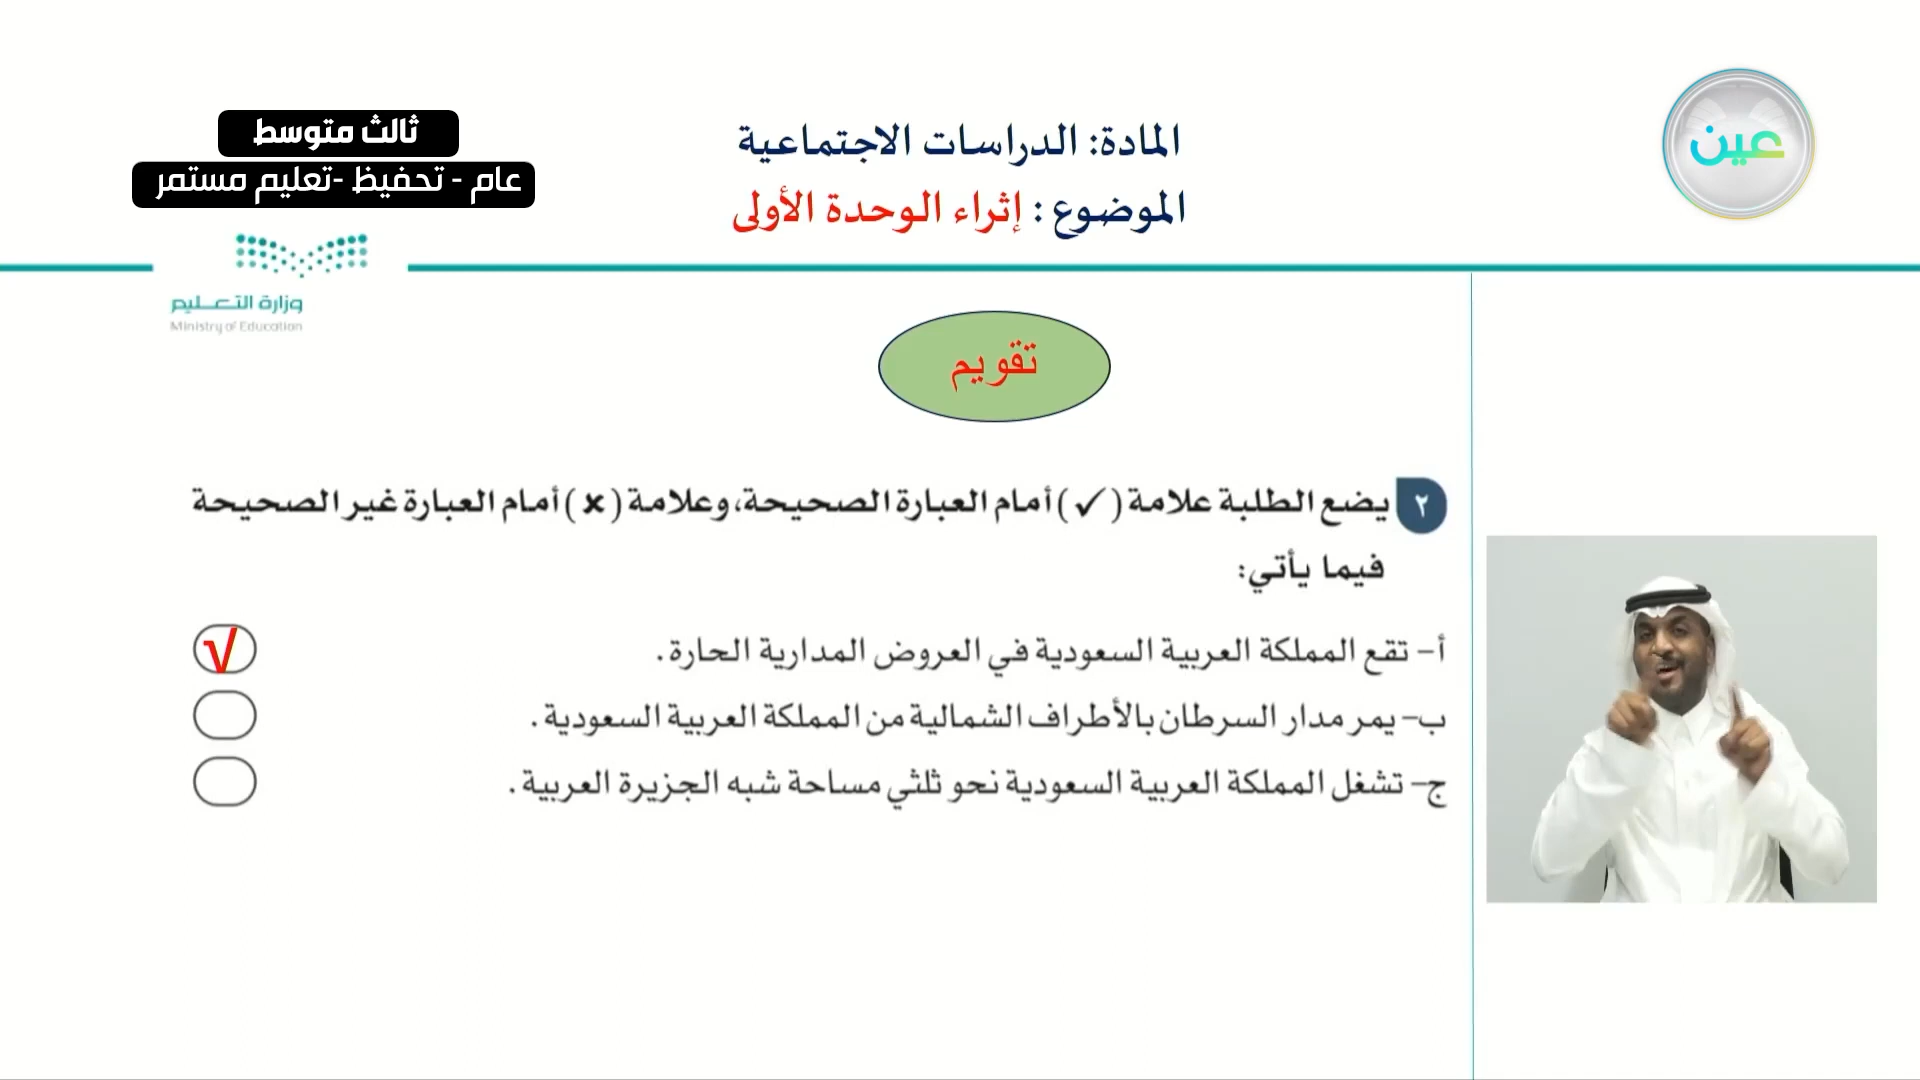 ثالث متوسط
عام - تحفيظ -تعليم مستمر
المادة: الدراسات الاجتماعية
الموضوع : إثراء الوحدة الأولى
عين
وزارة التعليم
Ministry of Education
تقويم
٢ يضع الطلبة علامة (✓) أمام العبارة الصحيحة، وعلامة (✗) أمام العبارة غير الصحيحة
فيما يأتي:
أ- تقع المملكة العربية السعودية في العروض المدارية الحارة. √
ب- يمر مدار السرطان بالأطراف الشمالية من المملكة العربية السعودية .
ج- تشغل المملكة العربية السعودية نحو ثلثي مساحة شبه الجزيرة العربية .